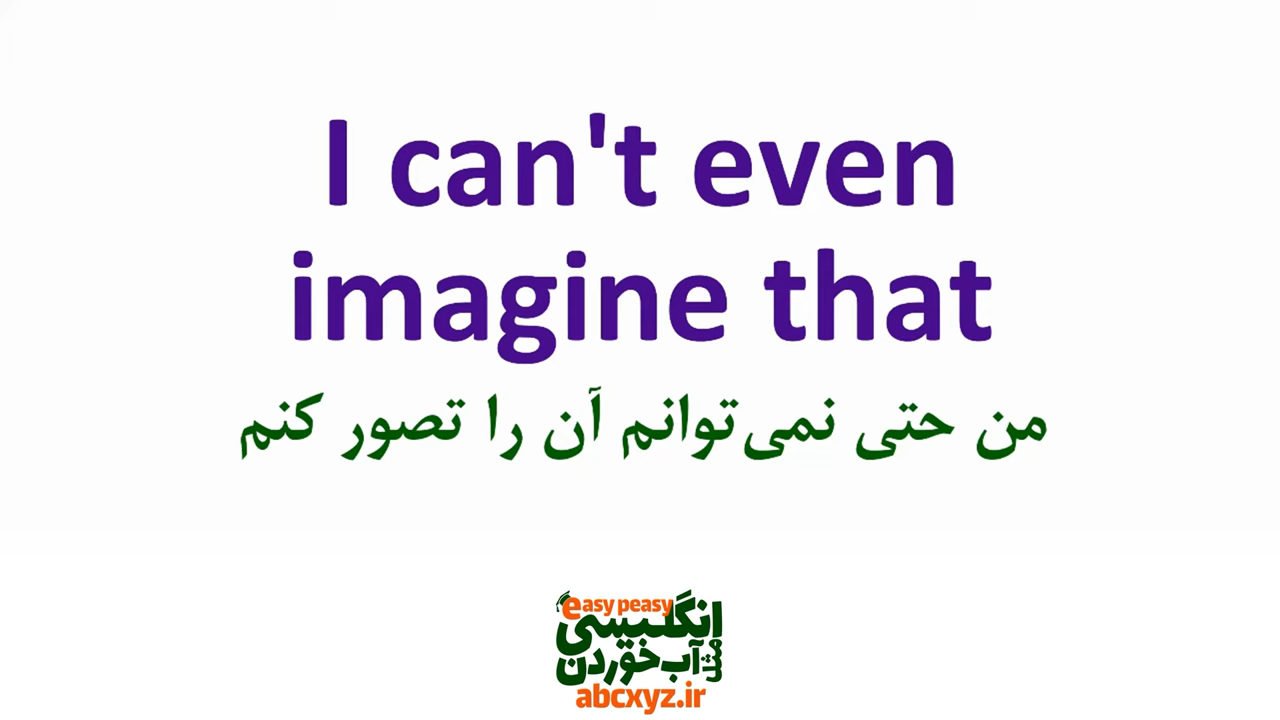 I can't even
imagine that
من حتی نمی‌توانم آن را تصور کنم
easy peasy
انگلیسی
مثل آب خوردن
abcxyz.ir